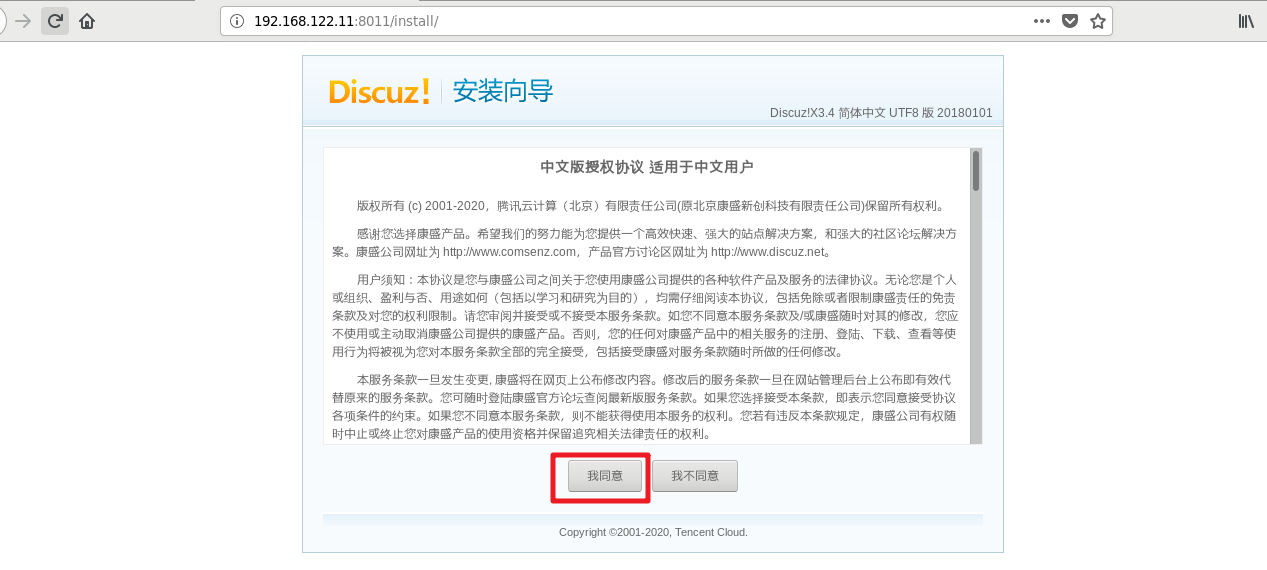 192.168.122.11:8011/install/
Discuz! 安装向导
Discuz!X3.4 简体中文 UTF8 版 20180101
中文版授权协议 适用于中文用户
版权所有 (c) 2001-2020，腾讯云计算（北京）有限责任公司(原北京康盛新创科技有限责任公司)保留所有权利。
感谢您选择康盛产品。希望我们的努力能为您提供一个高效快速、强大的站点解决方案，和强大的社区论坛解决方
案。康盛公司网址为 http://www.comsenz.com，产品官方讨论区网址为 http://www.discuz.net。
用户须知：本协议是您与康盛公司之间关于您使用康盛公司提供的各种软件产品及服务的法律协议。无论您是个人
或组织、盈利与否、用途如何（包括以学习和研究为目的），均需仔细阅读本协议，包括免除或者限制康盛责任的免责
条款及对您的权利限制。请您审阅并接受或不接受本服务条款。如您不同意本服务条款及/或康盛随时对其的修改，您应
不使用或主动取消康盛公司提供的康盛产品。否则，您的任何对康盛产品中的相关服务的注册、登陆、下载、查看等使
用行为将被视为您对本服务条款全部的完全接受，包括接受康盛对服务条款随时所做的任何修改。
本服务条款一旦发生变更, 康盛将在网页上公布修改内容。修改后的服务条款一旦在网站管理后台上公布即有效代
替原来的服务条款。您可随时登陆康盛官方论坛查阅最新版服务条款。如果您选择接受本条款，即表示您同意接受协议
各项条件的约束。如果您不同意本服务条款，则不能获得使用本服务的权利。您若有违反本条款规定，康盛公司有权随
时中止或终止您对康盛产品的使用资格并保留追究相关法律责任的权利。
我同意 我不同意
Copyright ©2001-2020, Tencent Cloud.